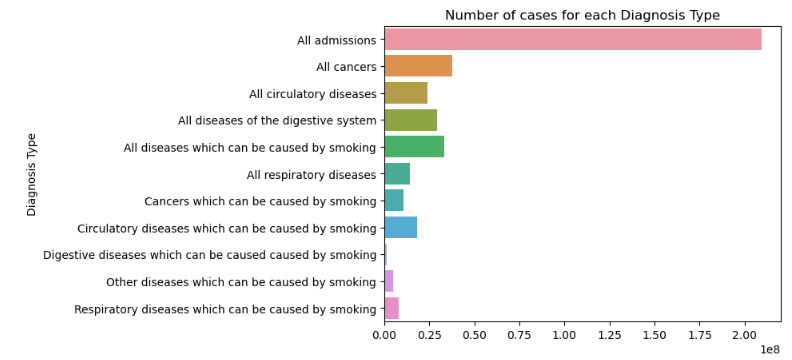 Number of cases for each Diagnosis Type
Diagnosis Type
All admissions
All cancers
All circulatory diseases
All diseases of the digestive system
All diseases which can be caused by smoking
All respiratory diseases
Cancers which can be caused by smoking
Circulatory diseases which can be caused by smoking
Digestive diseases which can be caused caused by smoking
Other diseases which can be caused by smoking
Respiratory diseases which can be caused by smoking
0.00 0.25 0.50 0.75 1.00 1.25 1.50 1.75 2.00
1e8